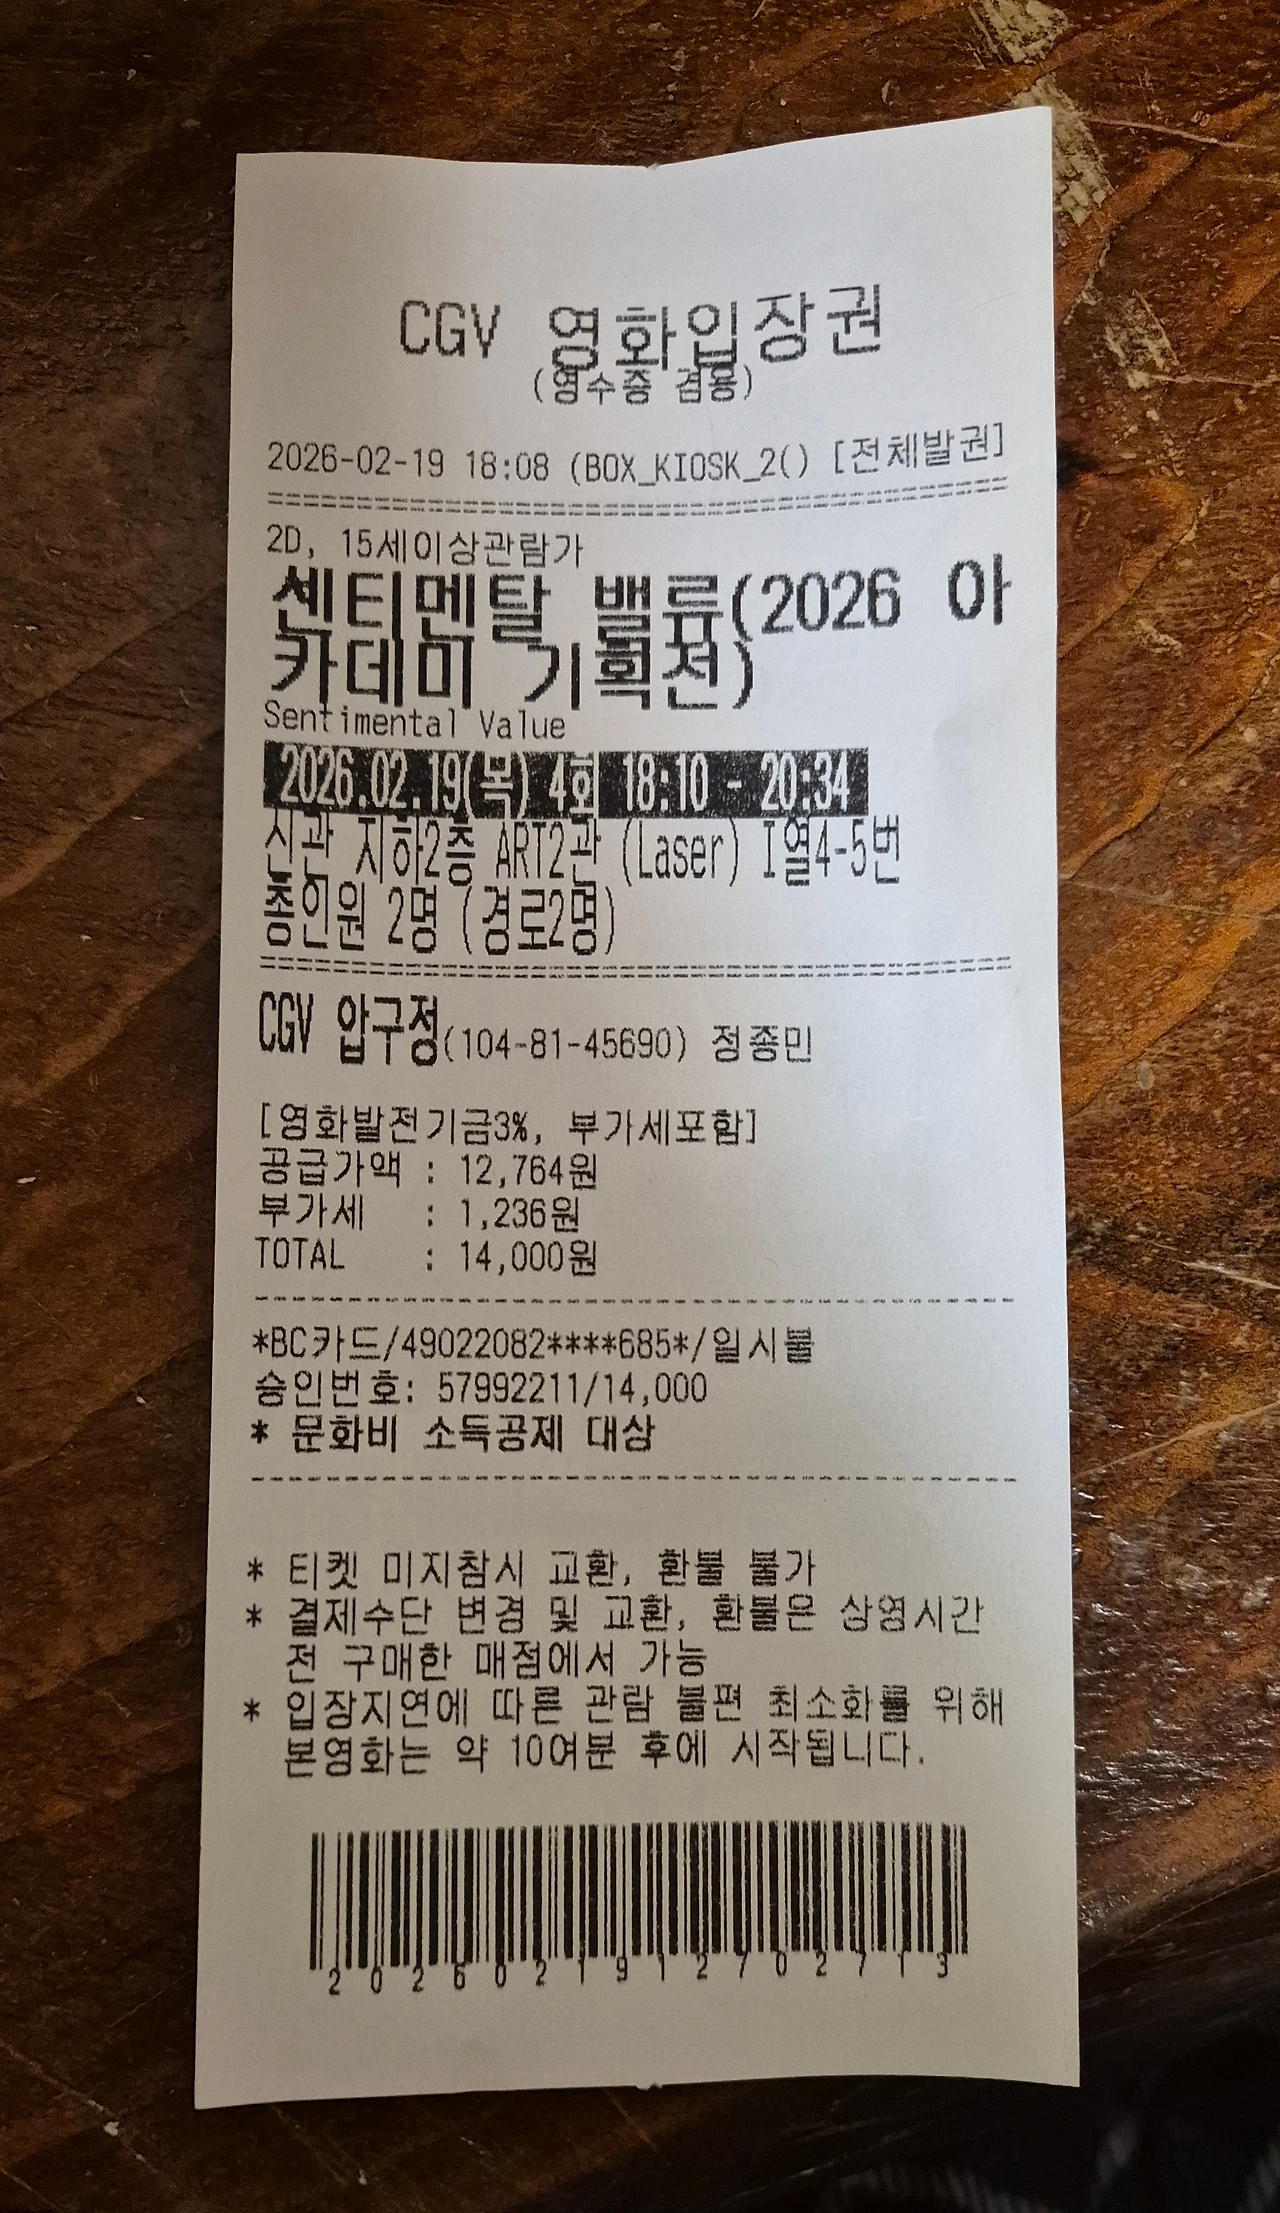 CGV 영화입장권
(영수증 겸용)
2026-02-19 18:08 (BOX_KIOSK_2() [전체발권]
2D, 15세이상관람가
센티멘탈 밸류(2026 아
카데미 기획전)
Sentimental Value
2026.02.19(목) 4회 18:10 - 20:34
신관 지하2층 ART2관 (Laser) I열4-5번
총인원 2명 (경로2명)
CGV 압구정(104-81-45690) 정종민
[영화발전기금3%, 부가세포함]
공급가액 : 12,764원
부가세 : 1,236원
TOTAL : 14,000원
*BC카드/49022082****685*/일시불
승인번호: 57992211/14,000
* 문화비 소득공제 대상
* 티켓 미지참시 교환, 환불 불가
* 결제수단 변경 및 교환, 환불은 상영시간
전 구매한 매점에서 가능
* 입장지연에 따른 관람 불편 최소화를 위해
본영화는 약 10여분 후에 시작됩니다.
2026021912702713